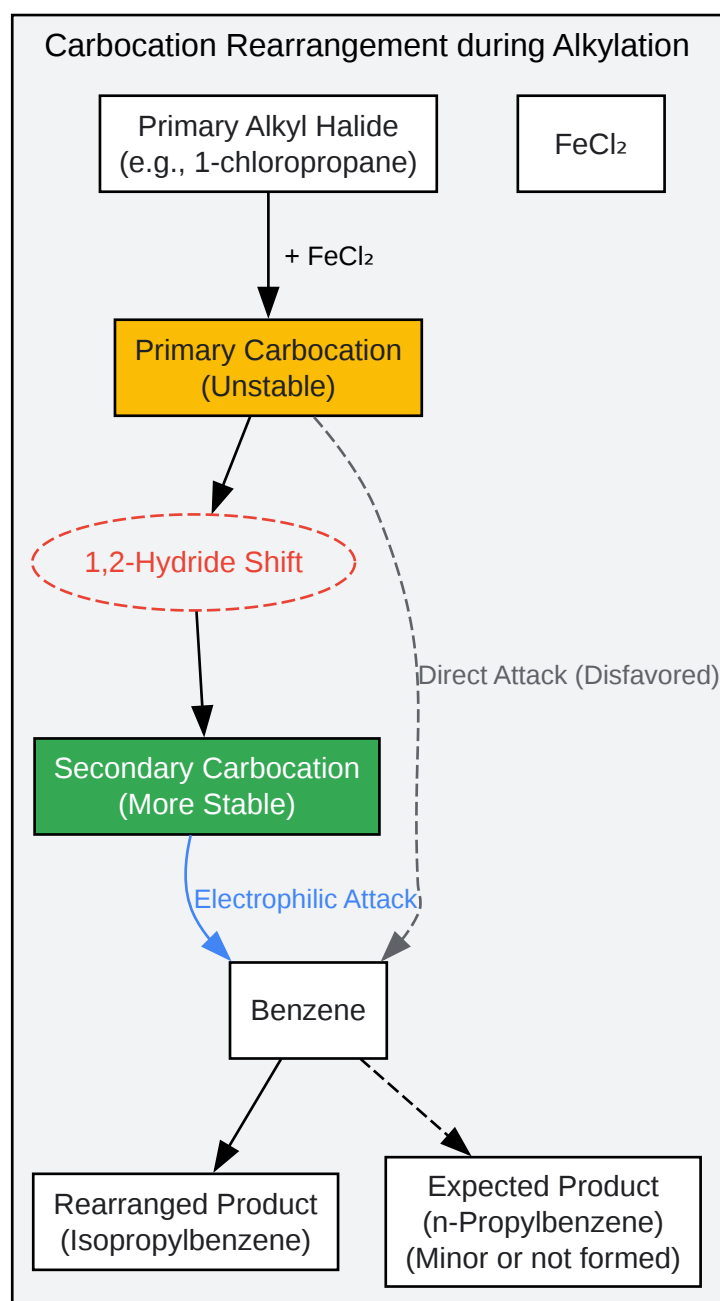 Carbocation Rearrangement during Alkylation
Primary Alkyl Halide
(e.g., 1-chloropropane)
FeCl₂
+ FeCl₂
Primary Carbocation
(Unstable)
1,2-Hydride Shift
Direct Attack (Disfavored)
Secondary Carbocation
(More Stable)
Electrophilic Attack
Benzene
Rearranged Product
(Isopropylbenzene)
Expected Product
(n-Propylbenzene)
(Minor or not formed)